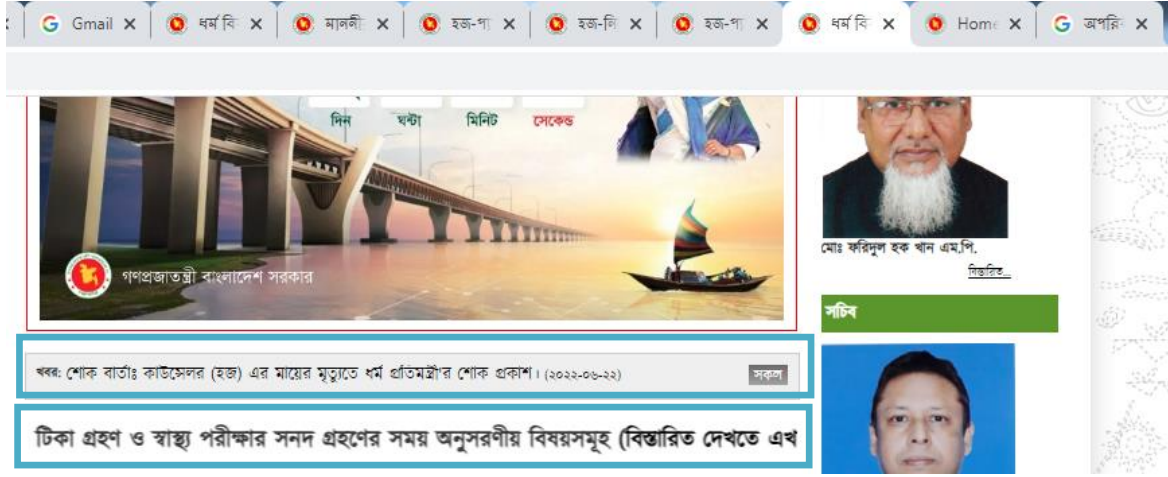 Gmail ধর্ম বি মাননী হজ-পা হজ-নি হজ-পা ধর্ম বি Home অপরি
দিন ঘন্টা মিনিট সেকেন্ড
গণপ্রজাতন্ত্রী বাংলাদেশ সরকার
মোঃ ফরিদুল হক খান এম.পি.
বিস্তারিত...
সচিব
খবর: শোক বার্তাঃ কাউন্সেলর (হজ) এর মায়ের মৃত্যুতে ধর্ম প্রতিমন্ত্রী'র শোক প্রকাশ। (২০২২-০৬-২২) সকল
টিকা গ্রহণ ও স্বাস্থ্য পরীক্ষার সনদ গ্রহণের সময় অনুসরণীয় বিষয়সমূহ (বিস্তারিত দেখতে এখ